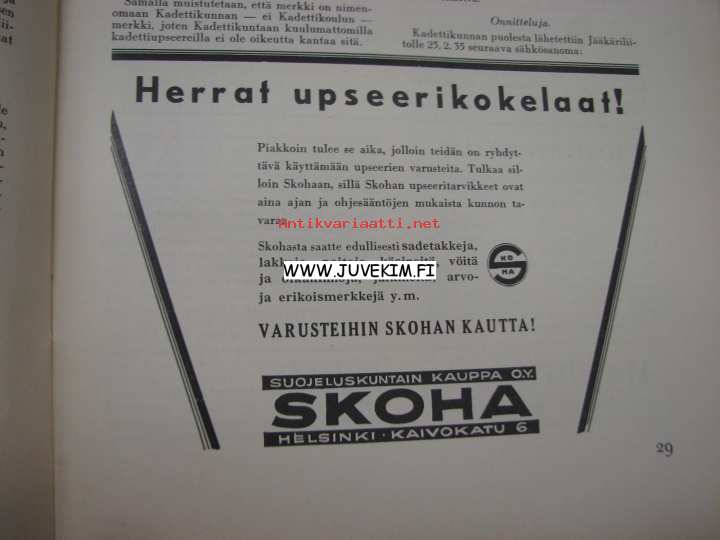 Samalla muistutetaan, että merkki on nimen-
omaan Kadettikunnan — ei Kadettikoulun —
merkki, joten Kadettikuntaan kuulumattomilla
kadettiupseereilla ei ole oikeutta kantaa sitä.
Onnitteluja.
Kadettikunnan puolesta lähetettiin Jääkärilii-
tolle 25. 2. 35 seuraava sähkösanoma:
Herrat upseerikokelaat!
Piakkoin tulee se aika, jolloin teidän on ryhdyt-
tävä käyttämään upseerien varusteita. Tulkaa sil-
loin Skohaan, sillä Skohan upseeritarvikkeet ovat
aina ajan ja ohjesääntöjen mukaista kunnon ta-
varaa.
Antikvariaatti.net
Skohasta saatte edullisesti sadetakkeja,
vöitä
WWW.JUVEKIM.FI
ja arvo-
ja erikoismerkkejä y.m.
SKOHA
VARUSTEIHIN SKOHAN KAUTTA!
SUOJELUSKUNTAIN KAUPPA O.Y.
SKOHA
HELSINKI · KAIVOKATU 6
29